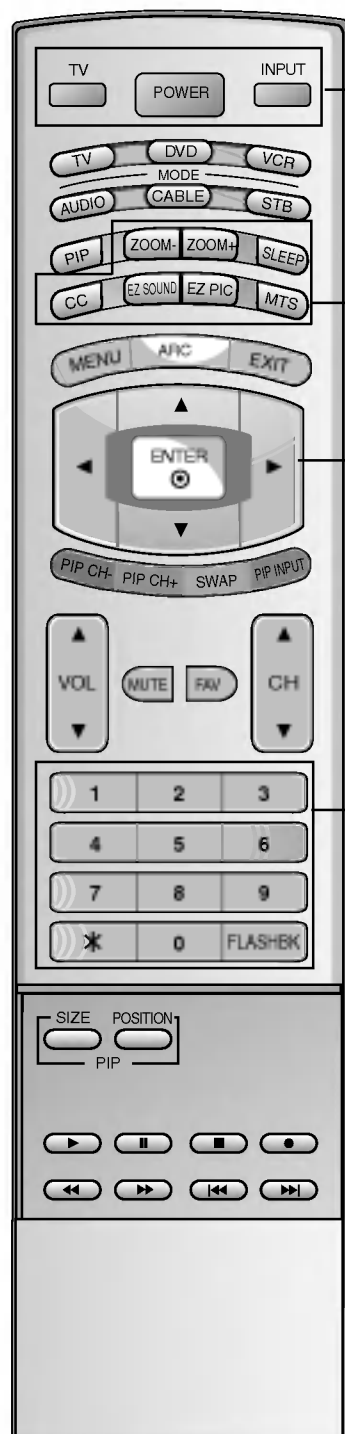 TV POWER INPUT
TV DVD VCR
MODE
AUDIO CABLE STB
PIP ZOOM- ZOOM+ SLEEP
CC EZ SOUND EZ PIC MTS
MENU ARC EXIT
ENTER
PIP CH- PIP CH+ SWAP PIP INPUT
VOL MUTE FAV CH
1 2 3
4 5 6
7 8 9
* 0 FLASHBK
SIZE POSITION
PIP